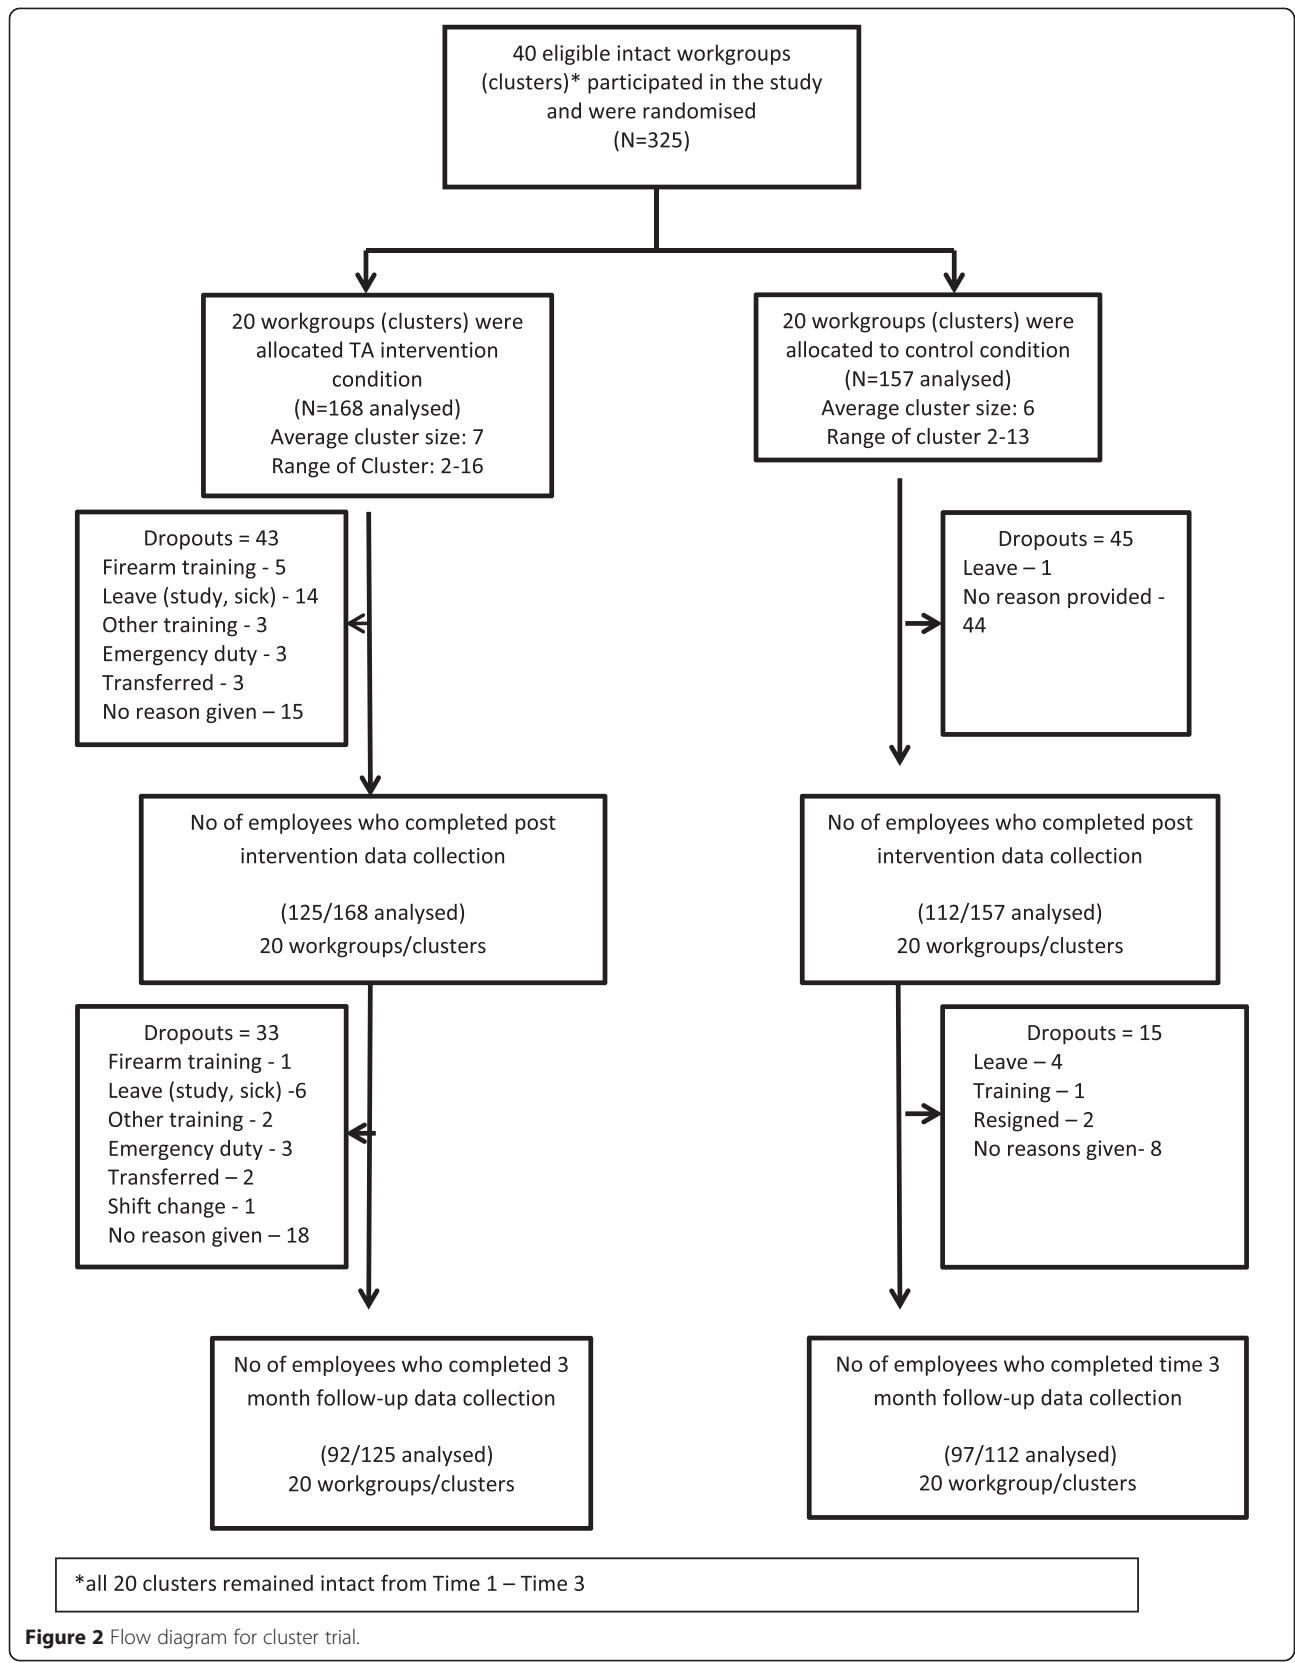 40 eligible intact workgroups
(clusters)* participated in the study
and were randomised
(N=325)
20 workgroups (clusters) were
allocated TA intervention
condition
(N=168 analysed)
Average cluster size: 7
Range of Cluster: 2-16
20 workgroups (clusters) were
allocated to control condition
(N=157 analysed)
Average cluster size: 6
Range of cluster 2-13
Dropouts = 43
Firearm training - 5
Leave (study, sick) - 14
Other training - 3
Emergency duty - 3
Transferred - 3
No reason given – 15
Dropouts = 45
Leave – 1
No reason provided -
44
No of employees who completed post
intervention data collection
(125/168 analysed)
20 workgroups/clusters
No of employees who completed post
intervention data collection
(112/157 analysed)
20 workgroups/clusters
Dropouts = 33
Firearm training - 1
Leave (study, sick) -6
Other training - 2
Emergency duty - 3
Transferred – 2
Shift change - 1
No reason given – 18
Dropouts = 15
Leave – 4
Training – 1
Resigned – 2
No reasons given- 8
No of employees who completed 3
month follow-up data collection
(92/125 analysed)
20 workgroups/clusters
No of employees who completed time 3
month follow-up data collection
(97/112 analysed)
20 workgroup/clusters
*all 20 clusters remained intact from Time 1 – Time 3
Figure 2 Flow diagram for cluster trial.